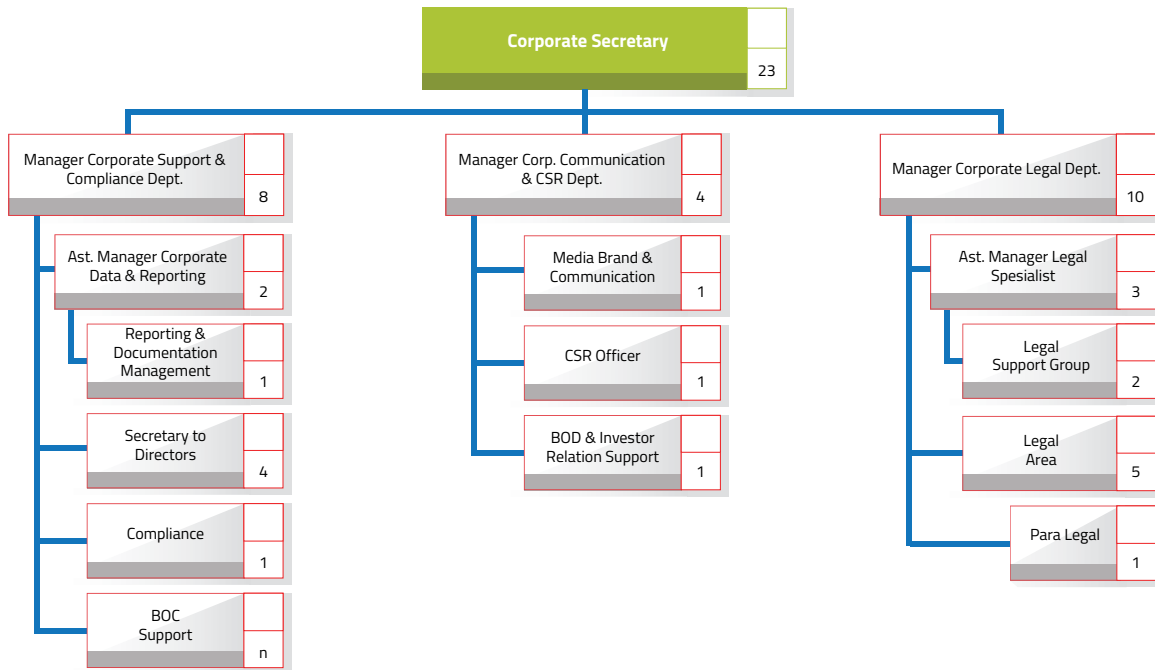 Corporate Secretary
23
Manager Corporate Support &
Compliance Dept.
8
Ast. Manager Corporate
Data & Reporting
2
Reporting &
Documentation
Management
1
Secretary to
Directors
4
Compliance
1
BOC
Support
n
Manager Corp. Communication
& CSR Dept.
4
Media Brand &
Communication
1
CSR Officer
1
BOD & Investor
Relation Support
1
Manager Corporate Legal Dept.
10
Ast. Manager Legal
Spesialist
3
Legal
Support Group
2
Legal
Area
5
Para Legal
1